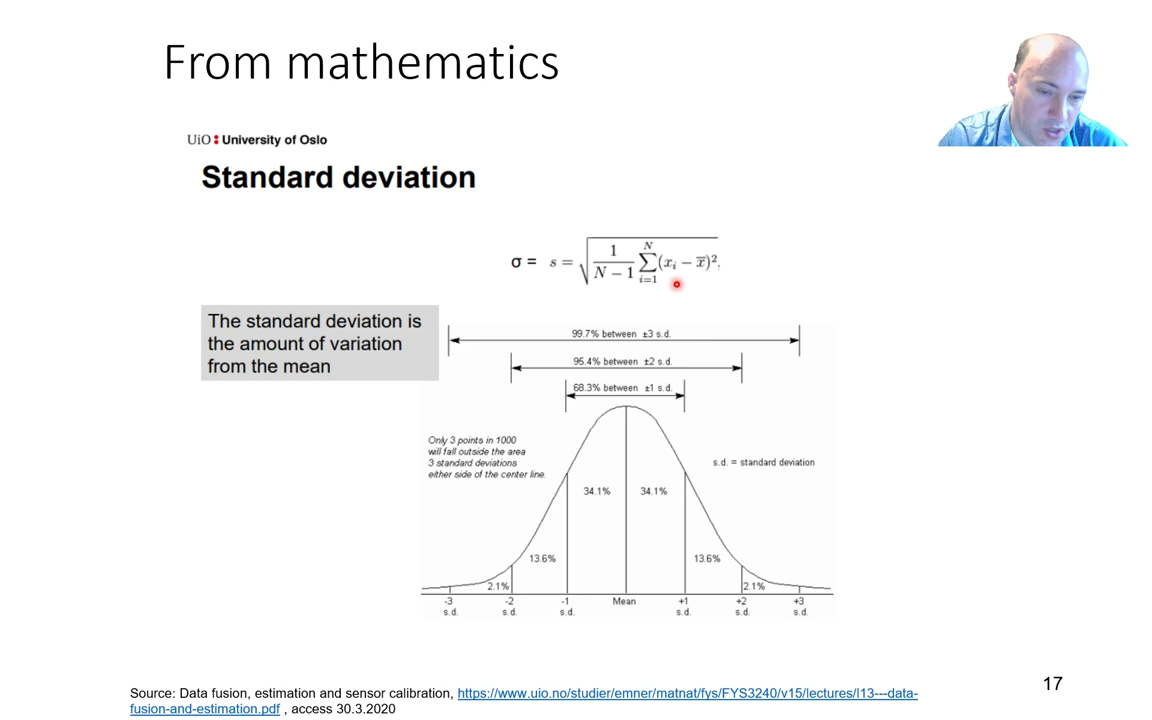 From mathematics
UiO : University of Oslo
Standard deviation
σ = s = √ 1/(N − 1) ∑ i=1 N (xᵢ − x̅)².
The standard deviation is
the amount of variation
from the mean
99.7% between ±3 s.d.
95.4% between ±2 s.d.
68.3% between ±1 s.d.
Only 3 points in 1000
will fall outside the area
3 standard deviations
either side of the center line.
s.d. = standard deviation
34.1% 34.1%
13.6% 13.6%
2.1% 2.1%
-3 -2 -1 Mean +1 +2 +3
s.d. s.d. s.d. s.d. s.d. s.d.
Source: Data fusion, estimation and sensor calibration, https://www.uio.no/studier/emner/matnat/fys/FYS3240/v15/lectures/l13---data-
fusion-and-estimation.pdf , access 30.3.2020
17